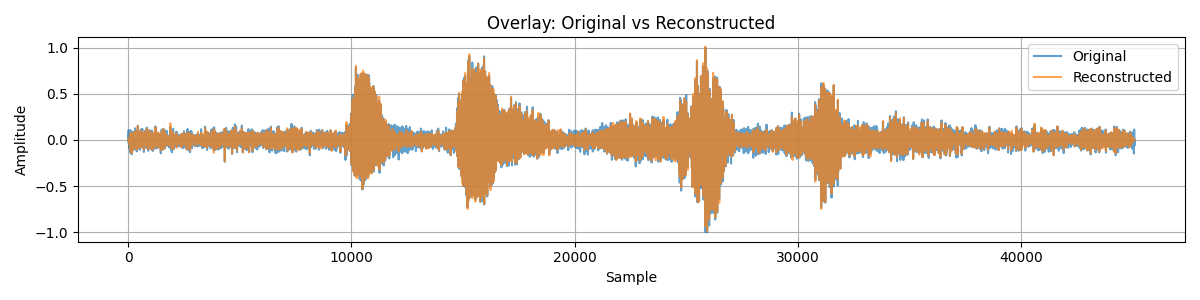 Overlay: Original vs Reconstructed
Original
Reconstructed
Amplitude
1.0
0.5
0.0
−0.5
−1.0
0 10000 20000 30000 40000
Sample